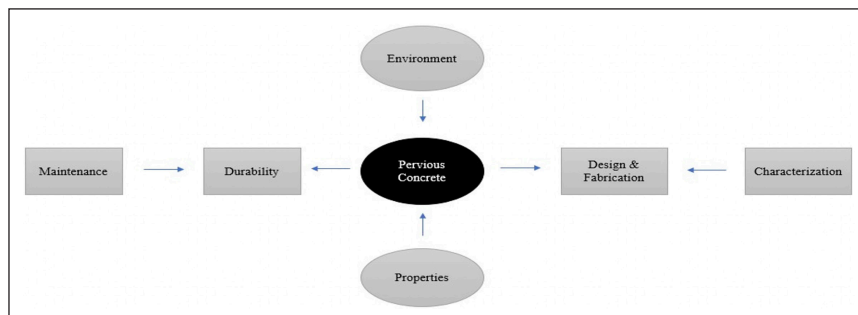 Environment
Maintenance
Durability
Pervious
Concrete
Design &
Fabrication
Characterization
Properties